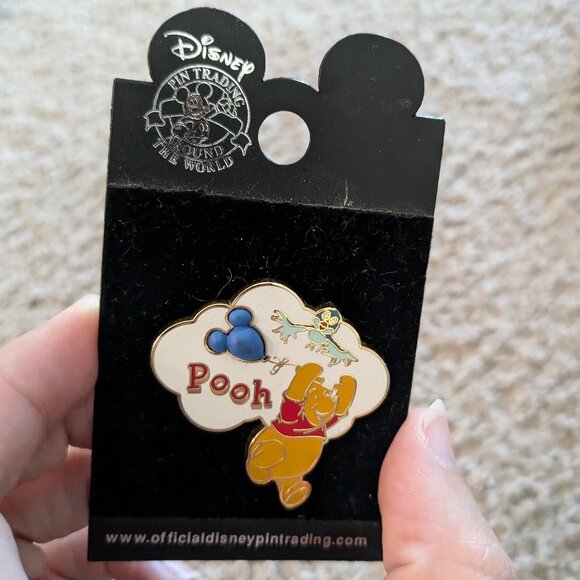 Disney
PIN TRADING
AROUND
THE WORLD
Pooh
www.officialdisneypintrading.com